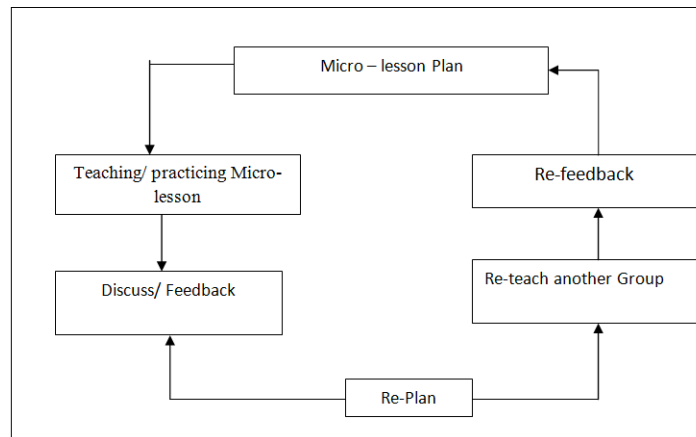 Micro – lesson Plan
Teaching/ practicing Micro-
lesson
Discuss/ Feedback
Re-Plan
Re-teach another Group
Re-feedback